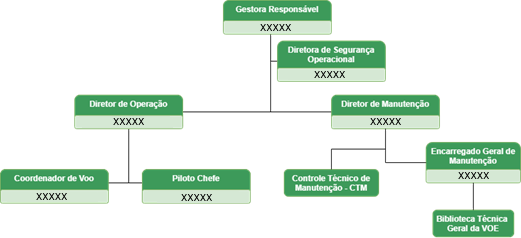 Gestora Responsável
XXXXX
Diretora de Segurança
Operacional
XXXXX
Diretor de Operação
XXXXX
Diretor de Manutenção
XXXXX
Coordenador de Voo
XXXXX
Piloto Chefe
XXXXX
Controle Técnico de
Manutenção - CTM
Encarregado Geral de
Manutenção
XXXXX
Biblioteca Técnica
Geral da VOE